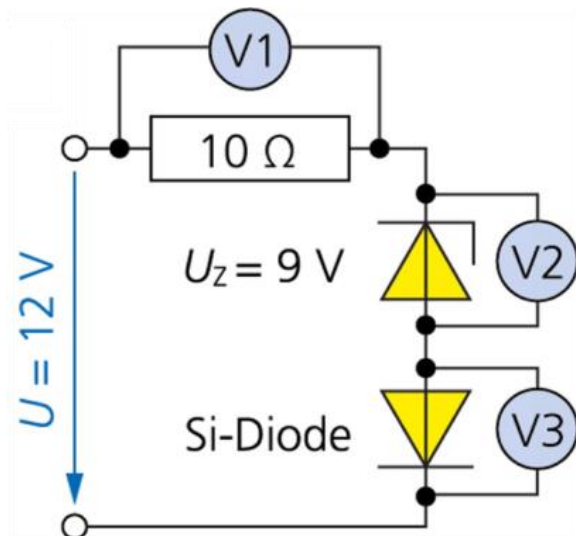 V1
10 Ω
U = 12 V
U_Z = 9 V
V2
Si-Diode
V3